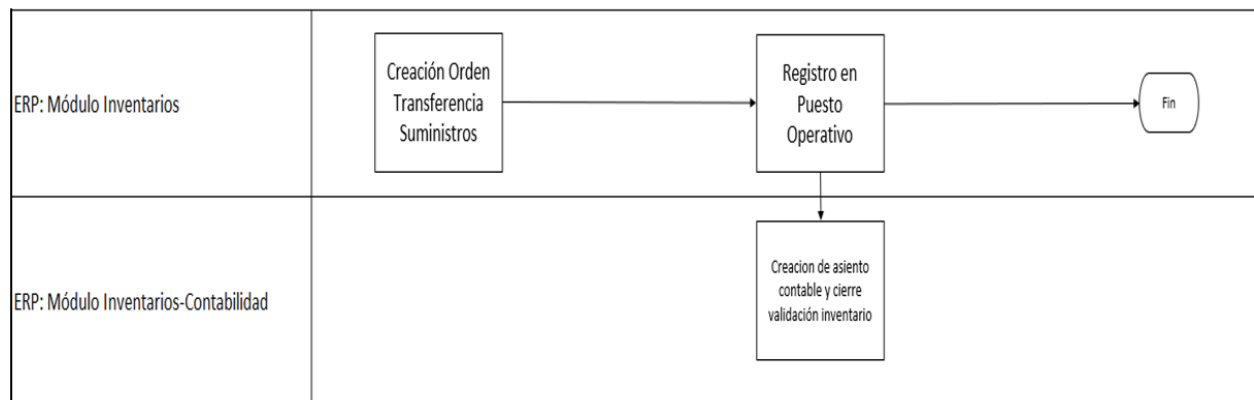 ERP: Módulo Inventarios
Creación Orden
Transferencia
Suministros
Registro en
Puesto
Operativo
Fin
ERP: Módulo Inventarios-Contabilidad
Creacion de asiento
contable y cierre
validación inventario